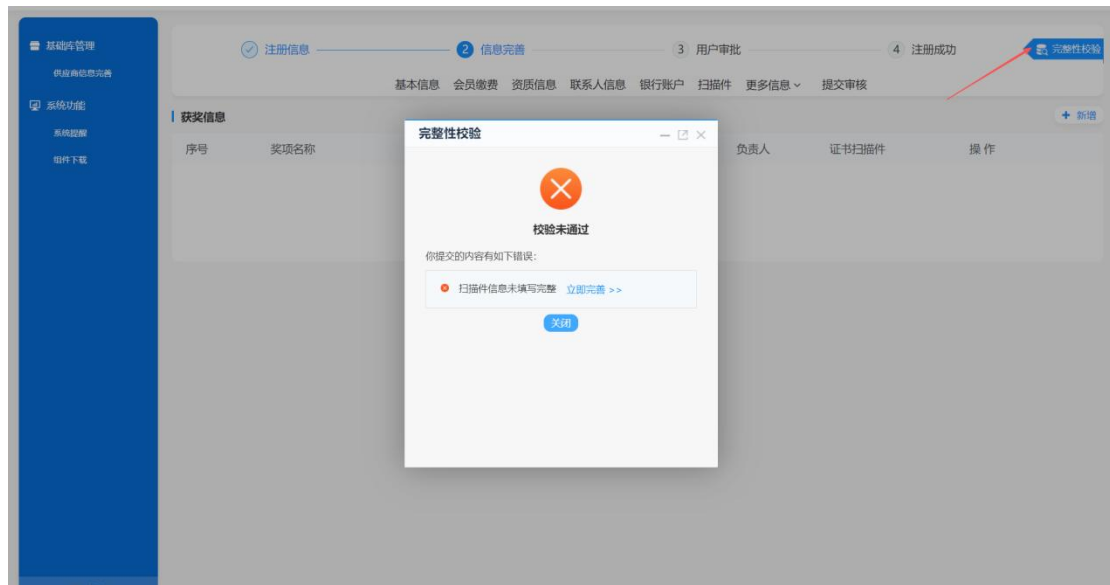 基础库管理
供应商信息完善
系统功能
系统提醒
组件下载
注册信息
2 信息完善
3 用户审批
4 注册成功
完整性校验
基本信息 会员缴费 资质信息 联系人信息 银行账户 扫描件 更多信息 提交审核
获奖信息
+ 新增
序号 奖项名称 负责人 证书扫描件 操作
完整性校验
校验未通过
你提交的内容有如下错误:
扫描件信息未填写完整 立即完善 >>
关闭